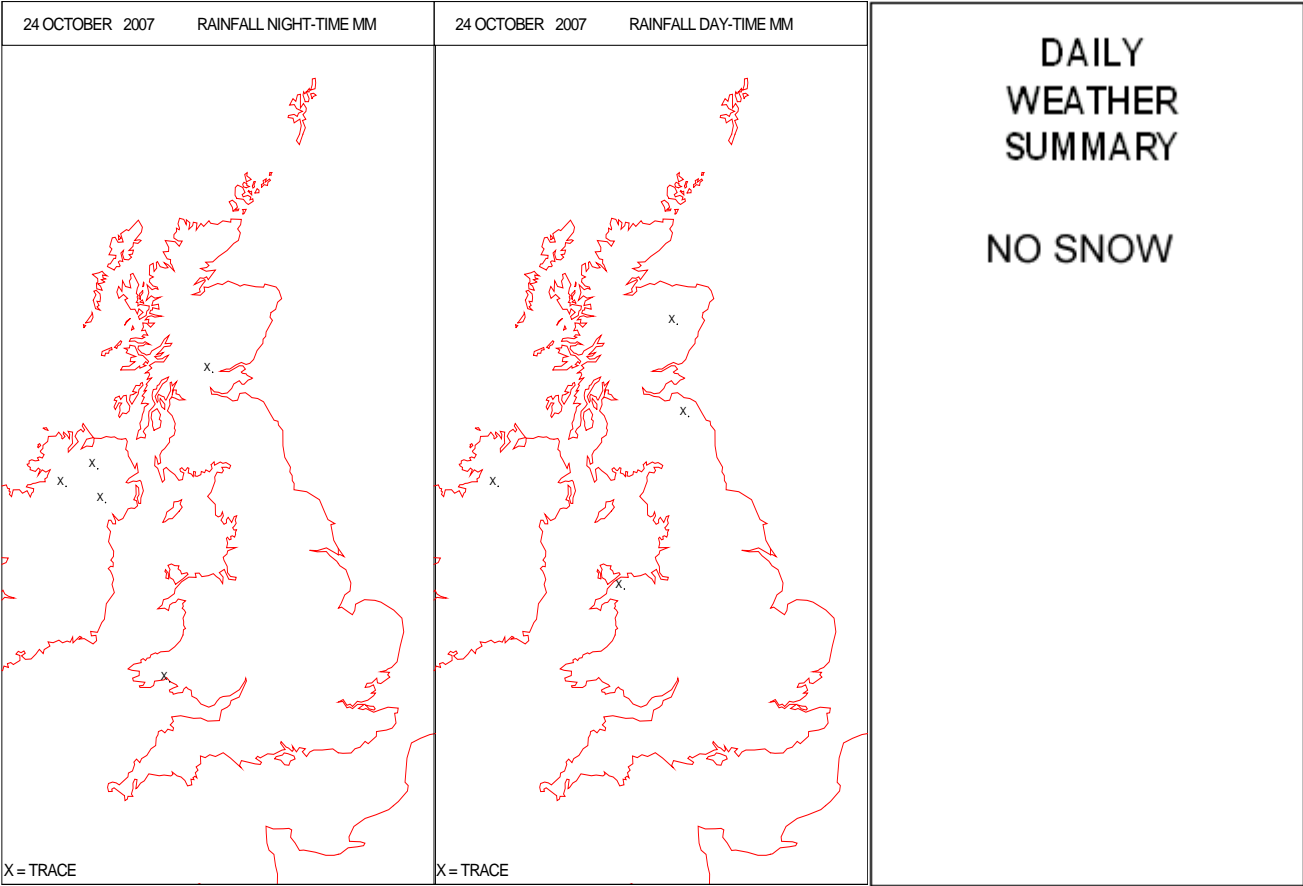 24 OCTOBER 2007 RAINFALL NIGHT-TIME MM
X.
X.
X.
X.
X
X = TRACE
24 OCTOBER 2007 RAINFALL DAY-TIME MM
X.
X.
X.
X.
X = TRACE
DAILY
WEATHER
SUMMARY
NO SNOW